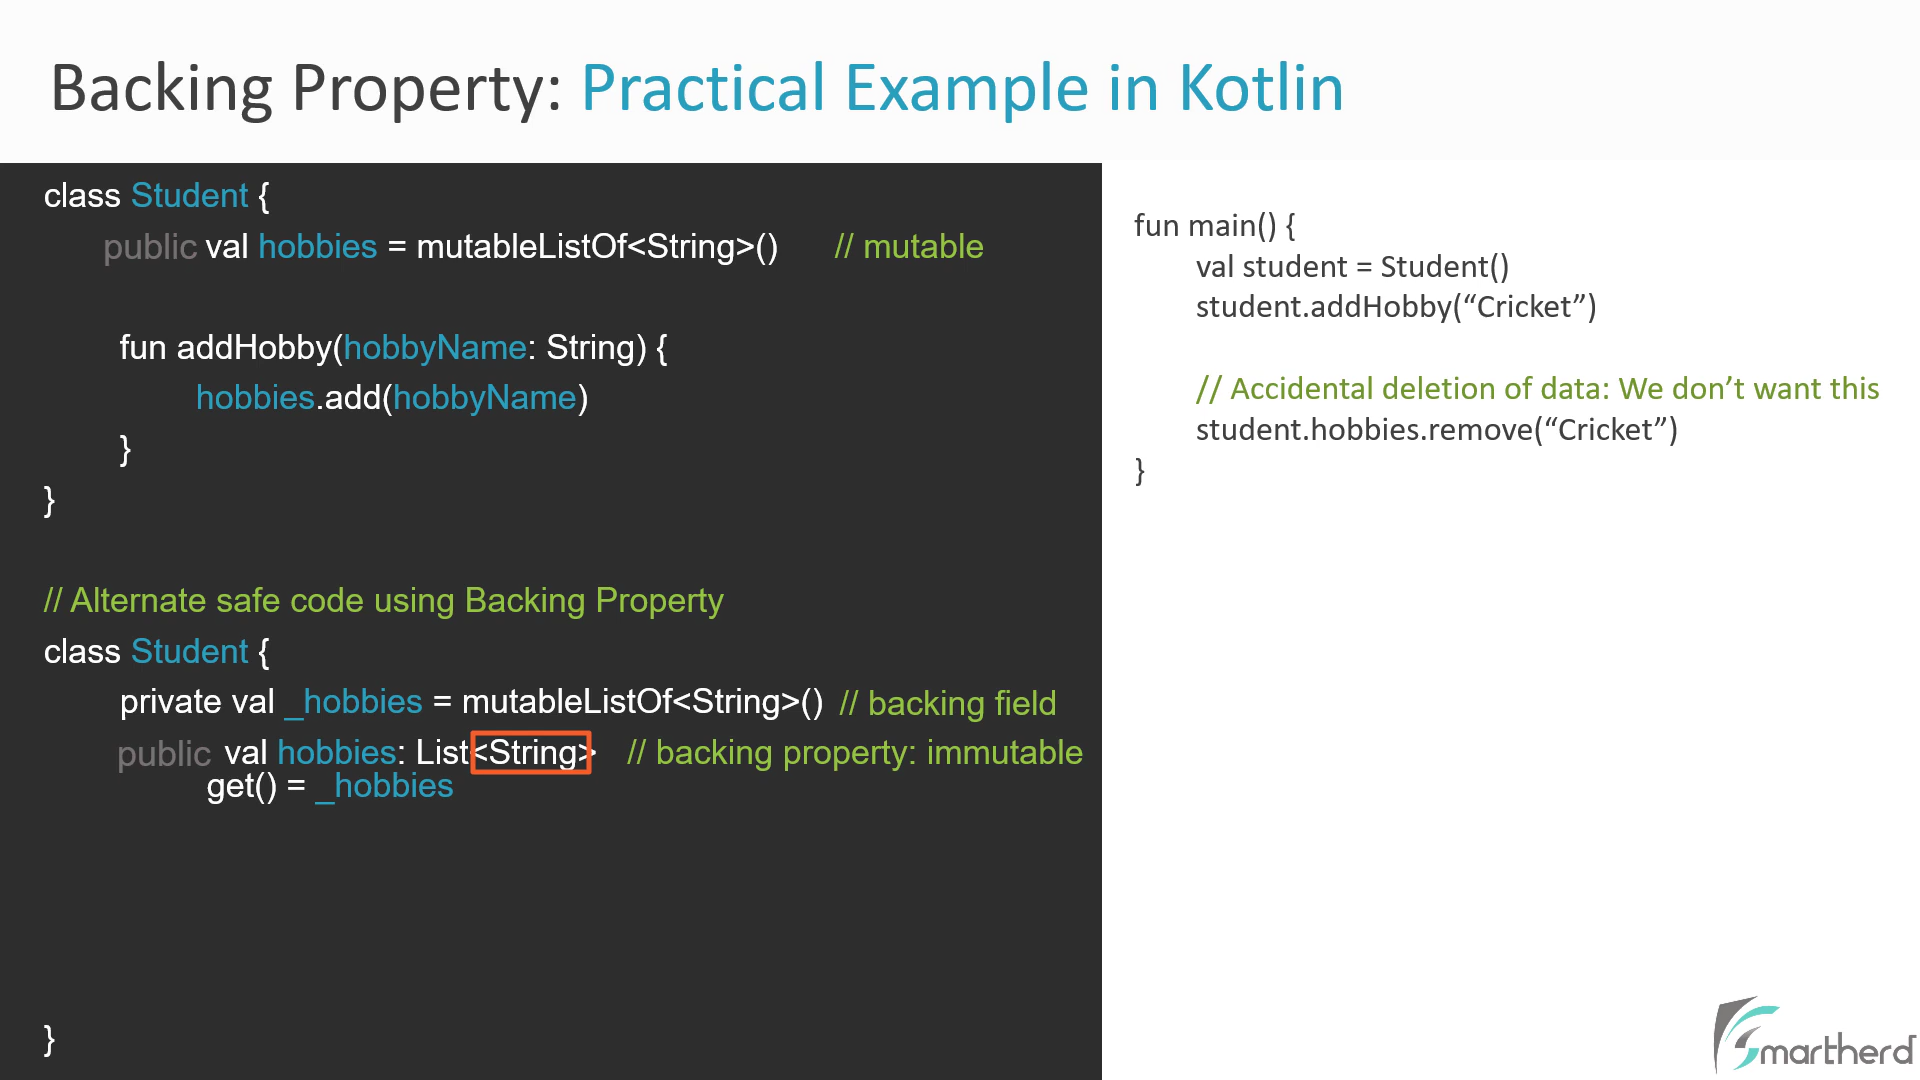 Backing Property: Practical Example in Kotlin
class Student {
public val hobbies = mutableListOf<String>() // mutable
fun addHobby(hobbyName: String) {
hobbies.add(hobbyName)
}
}
// Alternate safe code using Backing Property
class Student {
private val _hobbies = mutableListOf<String>() // backing field
public val hobbies: List<String> // backing property: immutable
get() = _hobbies
}
fun main() {
val student = Student()
student.addHobby(“Cricket”)
// Accidental deletion of data: We don’t want this
student.hobbies.remove(“Cricket”)
}
Smartherd